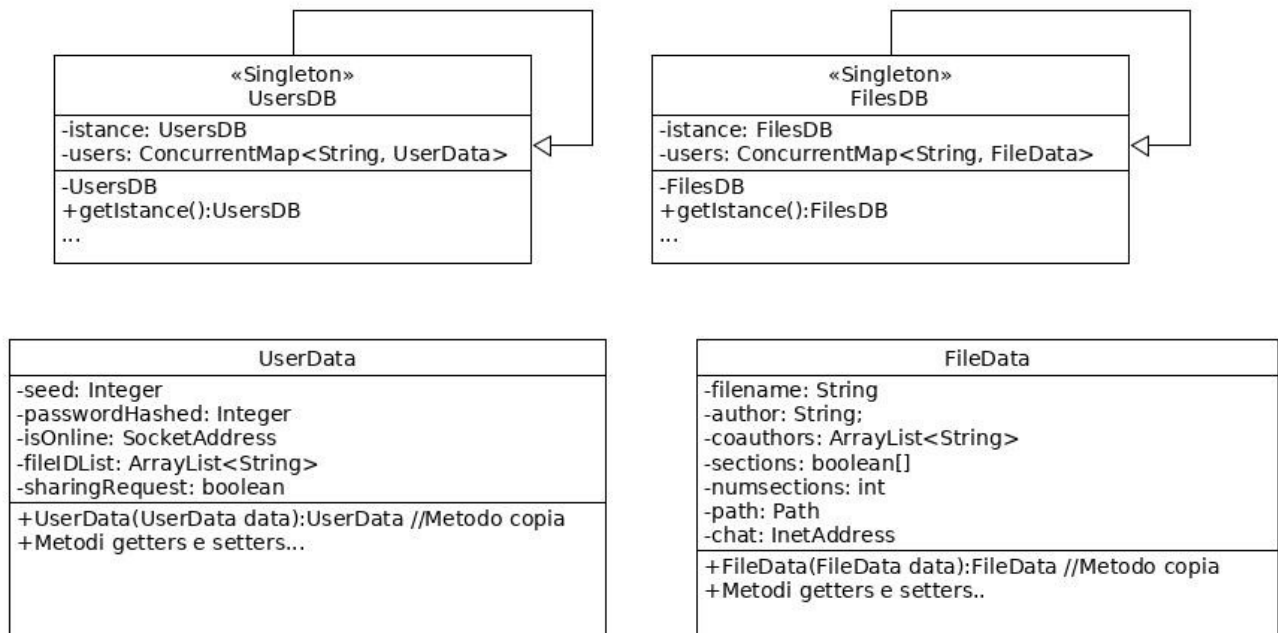 «Singleton»
UsersDB
-istance: UsersDB
-users: ConcurrentMap<String, UserData>
-UsersDB
+getIstance():UsersDB
...
«Singleton»
FilesDB
-istance: FilesDB
-users: ConcurrentMap<String, FileData>
-FilesDB
+getIstance():FilesDB
...
UserData
-seed: Integer
-passwordHashed: Integer
-isOnline: SocketAddress
-fileIDList: ArrayList<String>
-sharingRequest: boolean
+UserData(UserData data):UserData //Metodo copia
+Metodi getters e setters...
FileData
-filename: String
-author: String;
-coauthors: ArrayList<String>
-sections: boolean[]
-numsections: int
-path: Path
-chat: InetAddress
+FileData(FileData data):FileData //Metodo copia
+Metodi getters e setters..